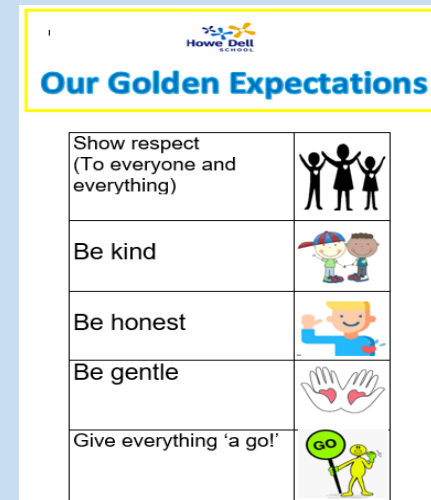 Howe Dell
SCHOOL
Our Golden Expectations
Show respect
(To everyone and
everything)
Be kind
Be honest
Be gentle
Give everything ‘a go!’
GO